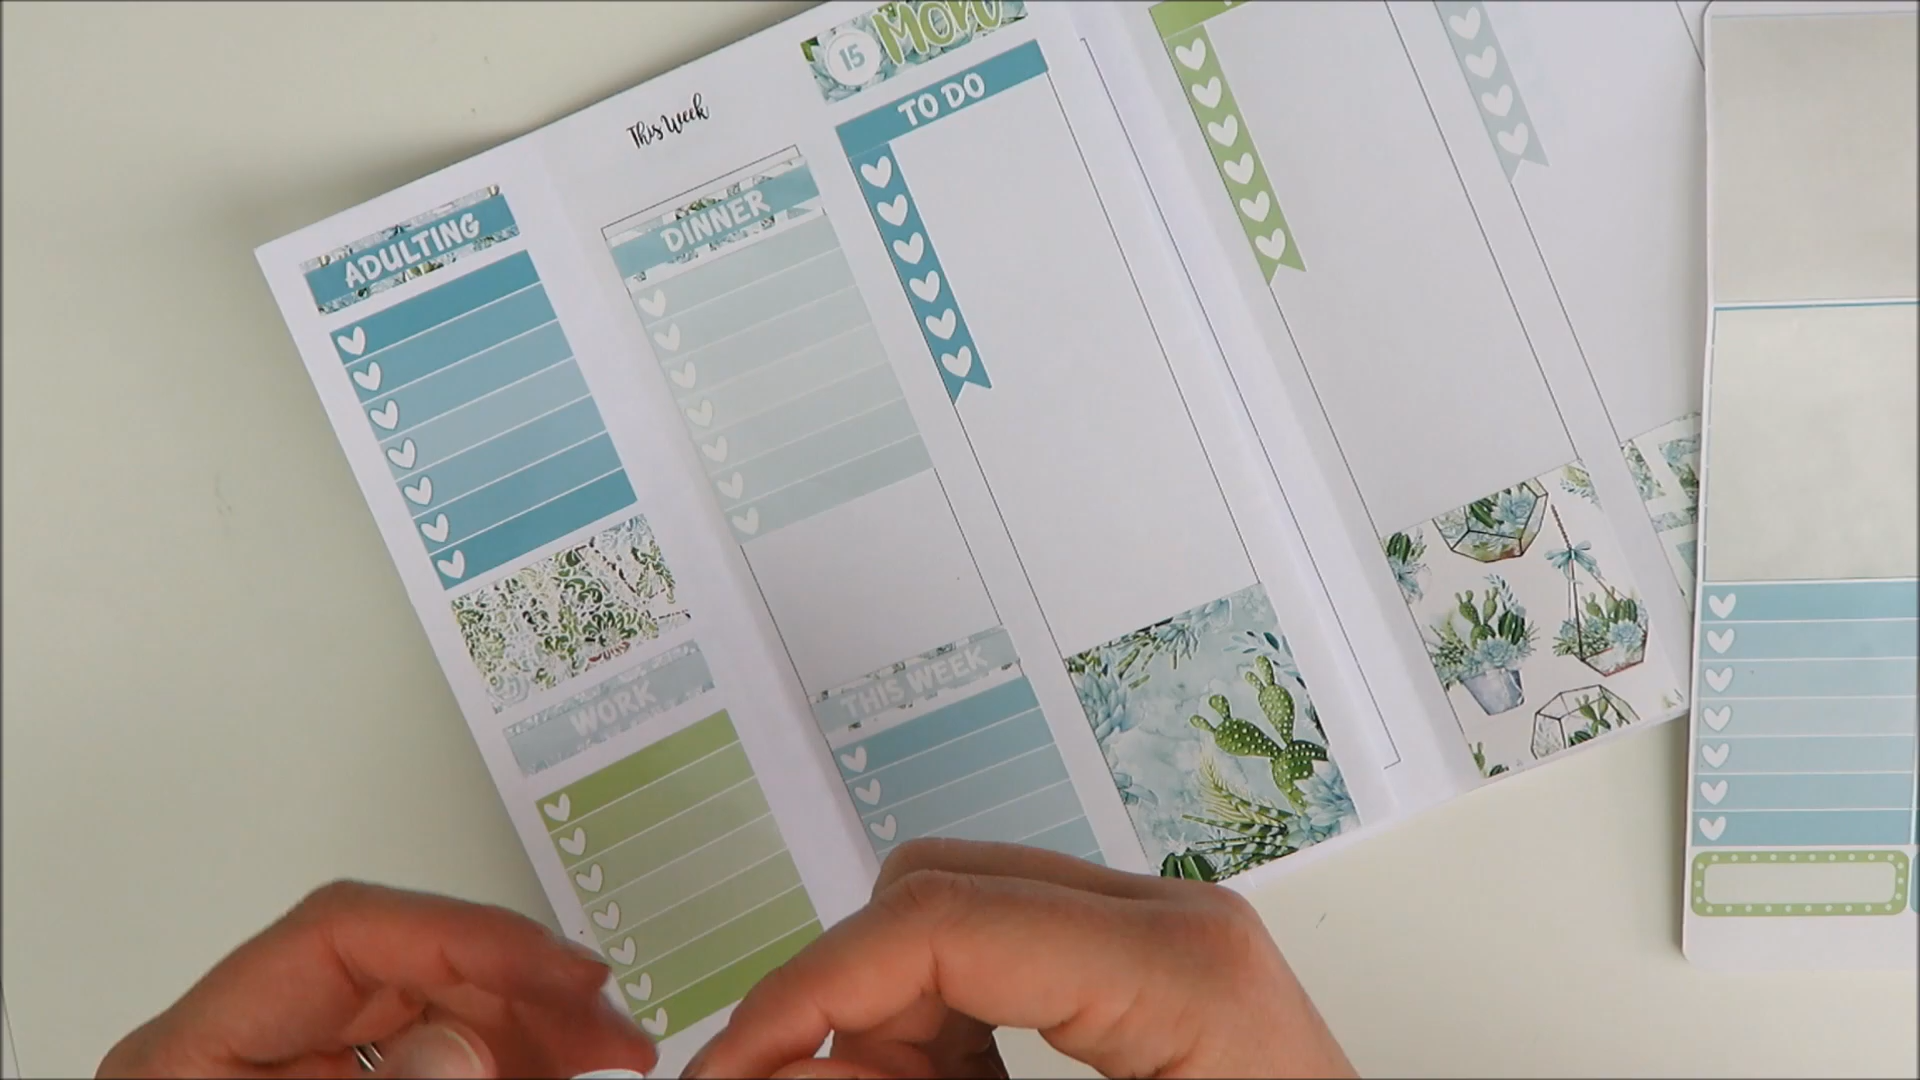 This Week
15
Mon
TO DO
ADULTING
DINNER
WORK
THIS WEEK